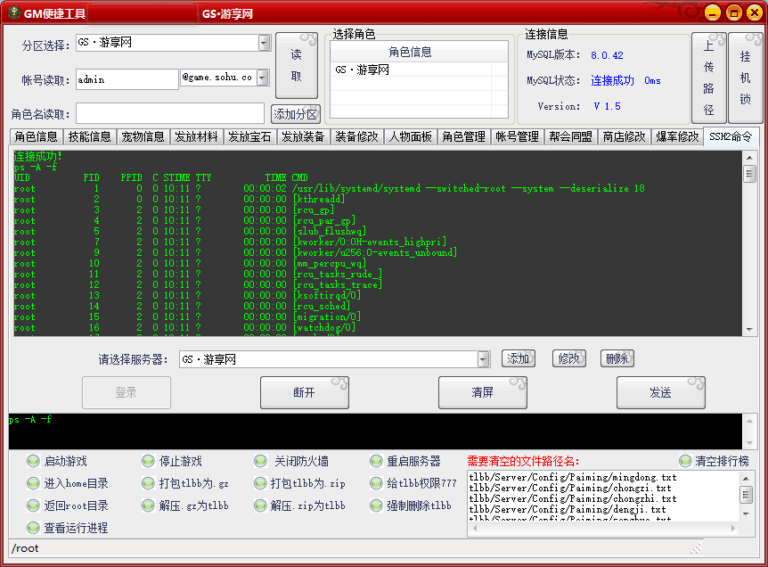 GM便捷工具 GS·游享网
分区选择: GS·游享网
帐号读取: admin @game.sohu.co
角色名读取:
读取
添加分区
选择角色
角色信息
GS·游享网
连接信息
MySQL版本: 8.0.42
MySQL状态: 连接成功 0ms
Version: V 1.5
上传路径
挂机锁
角色信息 技能信息 宠物信息 发放材料 发放宝石 发放装备 装备修改 人物面板 角色管理 帐号管理 帮会同盟 商店修改 爆率修改 SSH2命令
连接成功!
ps -A -f
UID PID PPID C STIME TTY TIME CMD
root 1 0 0 10:11 ? 00:00:02 /usr/lib/systemd/systemd --switched-root --system --deserialize 18
root 2 0 0 10:11 ? 00:00:00 [kthreadd]
root 3 2 0 10:11 ? 00:00:00 [rcu_gp]
root 4 2 0 10:11 ? 00:00:00 [rcu_par_gp]
root 5 2 0 10:11 ? 00:00:00 [slub_flushwq]
root 7 2 0 10:11 ? 00:00:00 [kworker/0:0H-events_highpri]
root 9 2 0 10:11 ? 00:00:00 [kworker/u256:0-events_unbound]
root 10 2 0 10:11 ? 00:00:00 [mm_percpu_wq]
root 11 2 0 10:11 ? 00:00:00 [rcu_tasks_rude_]
root 12 2 0 10:11 ? 00:00:00 [rcu_tasks_trace]
root 13 2 0 10:11 ? 00:00:00 [ksoftirqd/0]
root 14 2 0 10:11 ? 00:00:00 [rcu_sched]
root 15 2 0 10:11 ? 00:00:00 [migration/0]
root 16 2 0 10:11 ? 00:00:00 [watchdog/0]
请选择服务器: GS·游享网 添加 修改 删除
登录 断开 清屏 发送
ps -A -f
启动游戏 停止游戏 关闭防火墙 重启服务器
进入home目录 打包tlbb为.gz 打包tlbb为.zip 给tlbb权限777
返回root目录 解压.gz为tlbb 解压.zip为tlbb 强制删除tlbb
查看运行进程
需要清空的文件路径名: 清空排行榜
tlbb/Server/Config/Paiming/mingdong.txt
tlbb/Server/Config/Paiming/chongzi.txt
tlbb/Server/Config/Paiming/chongzhi.txt
tlbb/Server/Config/Paiming/dengji.txt
/root